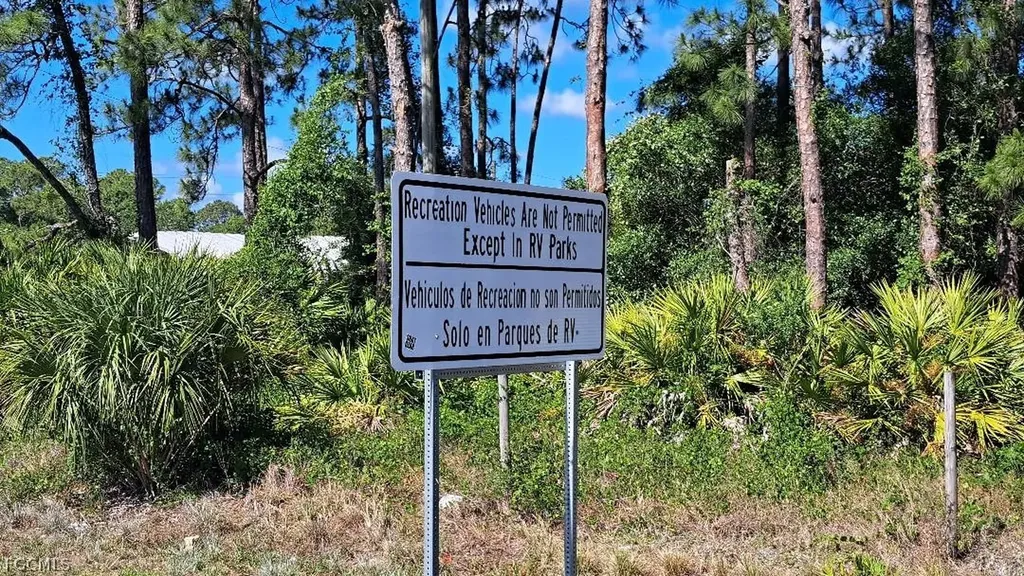 Recreation Vehicles Are Not Permitted
Except In RV Parks
Vehiculos de Recreacion no son Permitidos
-Solo en Parques de RV-
FGCMLS